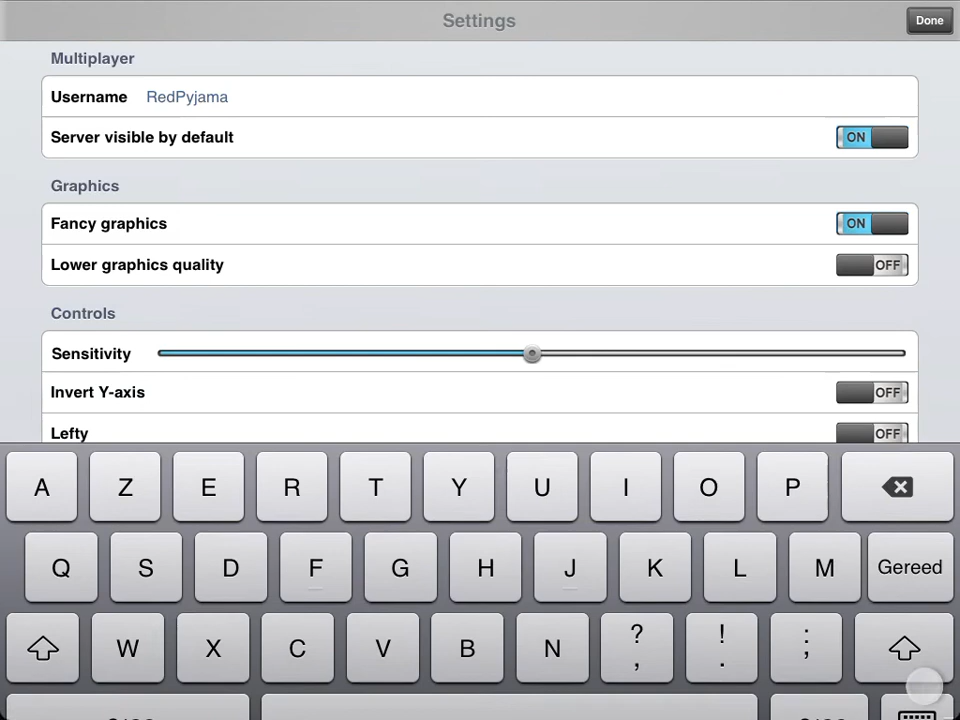 Settings
Done
Multiplayer
Username RedPyjama
Server visible by default ON
Graphics
Fancy graphics ON
Lower graphics quality OFF
Controls
Sensitivity
Invert Y-axis OFF
Lefty OFF
A Z E R T Y U I O P
Q S D F G H J K L M Gereed
W X C V B N ? , ! . : ;